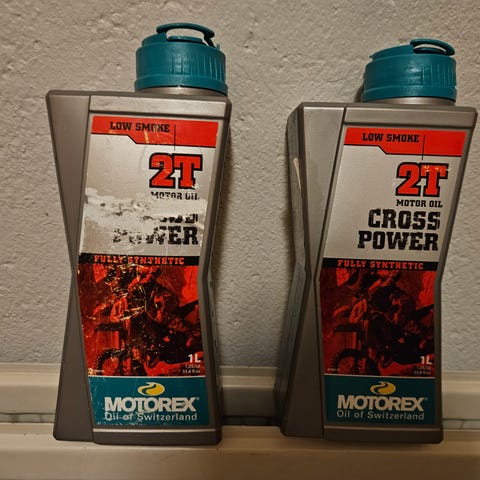 LOW SMOKE
2T
MOTOR OIL
POWER
FULLY SYNTHETIC
1L
MOTOREX
Oil of Switzerland
LOW SMOKE
2T
MOTOR OIL
CROSS
POWER
FULLY SYNTHETIC
1L
MOTOREX
Oil of Switzerland